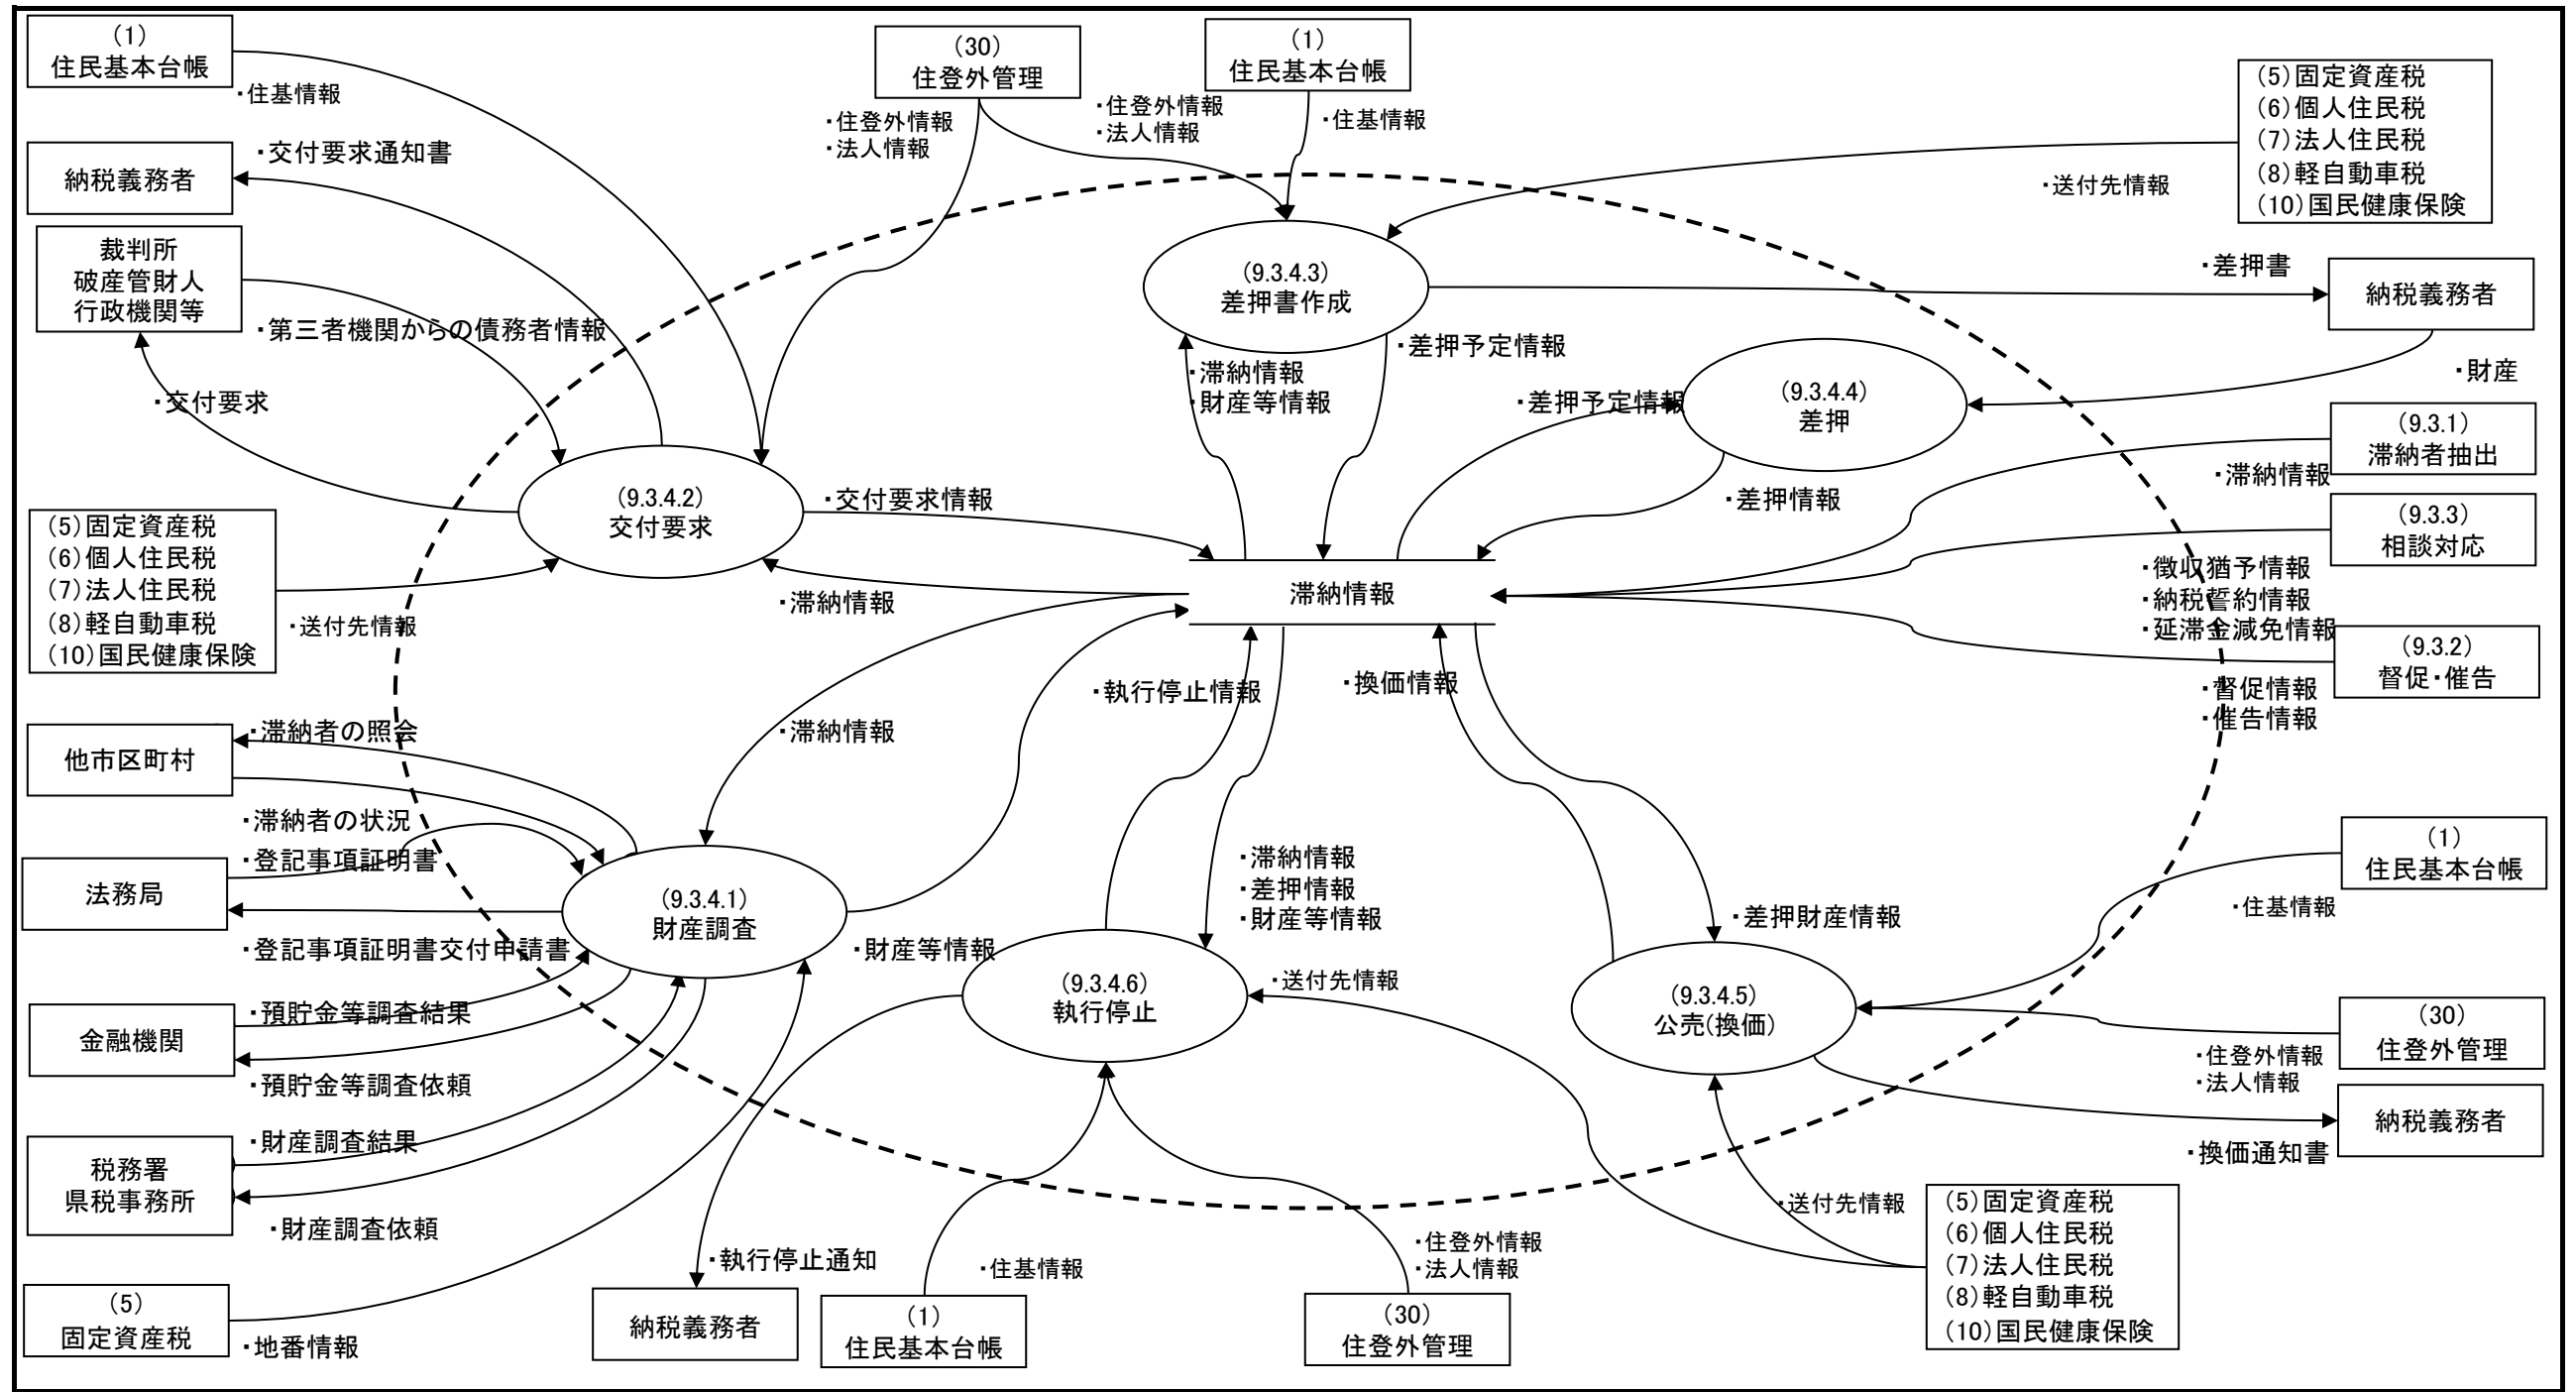 （1）
住民基本台帳
・住基情報
納税義務者
・交付要求通知書
裁判所
破産管財人
行政機関等
・第三者機関からの債務者情報
・交付要求
（30）
住登外管理
・住登外情報
・法人情報
・住登外情報
・法人情報
（1）
住民基本台帳
・住基情報
（5）固定資産税
（6）個人住民税
（7）法人住民税
（8）軽自動車税
（10）国民健康保険
・送付先情報
（9.3.4.3）
差押書作成
・差押書
納税義務者
・滞納情報
・財産等情報
・差押予定情報
・差押予定情報
（9.3.4.4）
差押
・財産
・差押情報
（9.3.1）
滞納者抽出
・滞納情報
（9.3.3）
相談対応
・徴収猶予情報
・納税誓約情報
・延滞金減免情報
（9.3.2）
督促・催告
・督促情報
・催告情報
（9.3.4.2）
交付要求
・交付要求情報
・滞納情報
滞納情報
（5）固定資産税
（6）個人住民税
（7）法人住民税
（8）軽自動車税
（10）国民健康保険
・送付先情報
・執行停止情報
・換価情報
・滞納情報
他市区町村
・滞納者の照会
・滞納者の状況
法務局
・登記事項証明書
・登記事項証明書交付申請書
（9.3.4.1）
財産調査
・財産等情報
金融機関
・預貯金等調査結果
・預貯金等調査依頼
税務署
県税事務所
・財産調査結果
・財産調査依頼
（5）
固定資産税
・地番情報
・滞納情報
・差押情報
・財産等情報
（9.3.4.6）
執行停止
・送付先情報
・執行停止通知
納税義務者
（1）
住民基本台帳
・住基情報
（30）
住登外管理
・住登外情報
・法人情報
・差押財産情報
（9.3.4.5）
公売（換価）
（1）
住民基本台帳
・住基情報
（30）
住登外管理
・住登外情報
・法人情報
納税義務者
・換価通知書
・送付先情報
（5）固定資産税
（6）個人住民税
（7）法人住民税
（8）軽自動車税
（10）国民健康保険